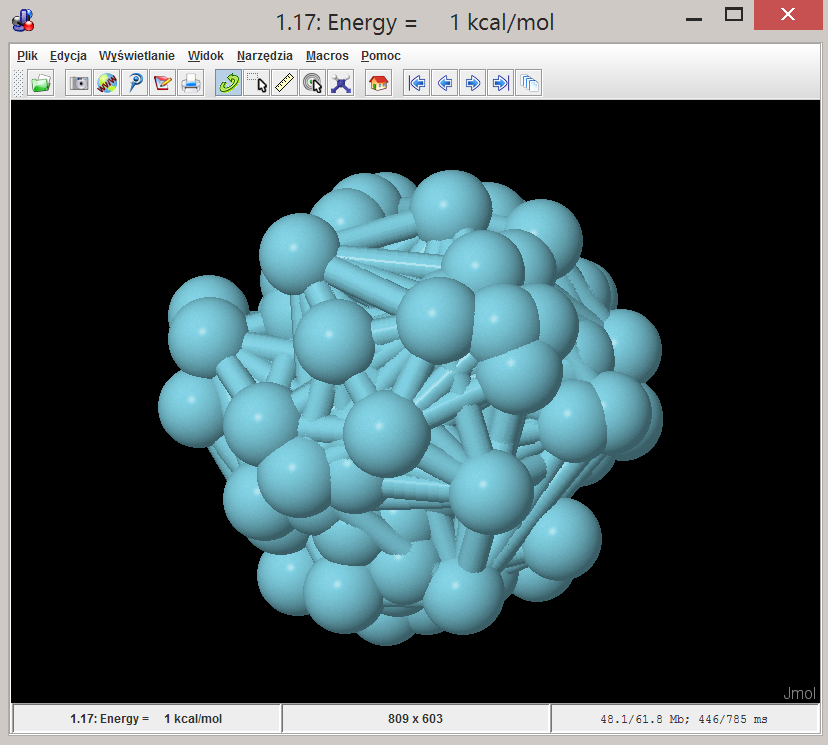 1.17: Energy = 1 kcal/mol
Plik Edycja Wyświetlanie Widok Narzędzia Macros Pomoc
Jmol
1.17: Energy = 1 kcal/mol 809 x 603 48.1/61.8 Mb; 446/785 ms